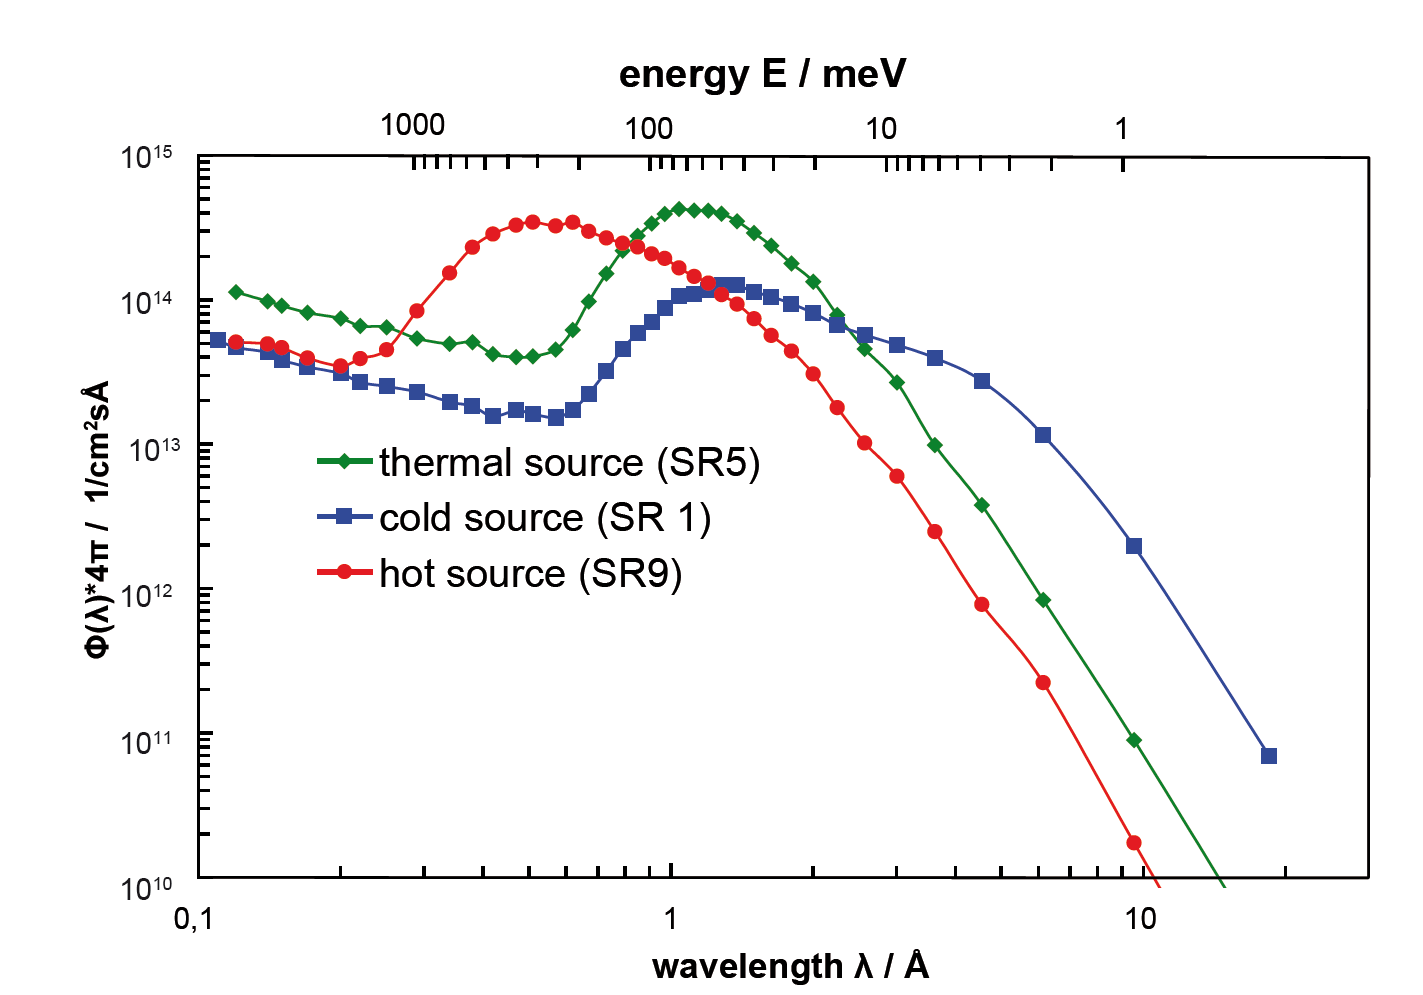 energy E / meV
1000 100 10 1
10¹⁵
10¹⁴
10¹³
10¹²
10¹¹
10¹⁰
Φ(λ)*4π / 1/cm²sÅ
thermal source (SR5)
cold source (SR 1)
hot source (SR9)
0,1 1 10
wavelength λ / Å